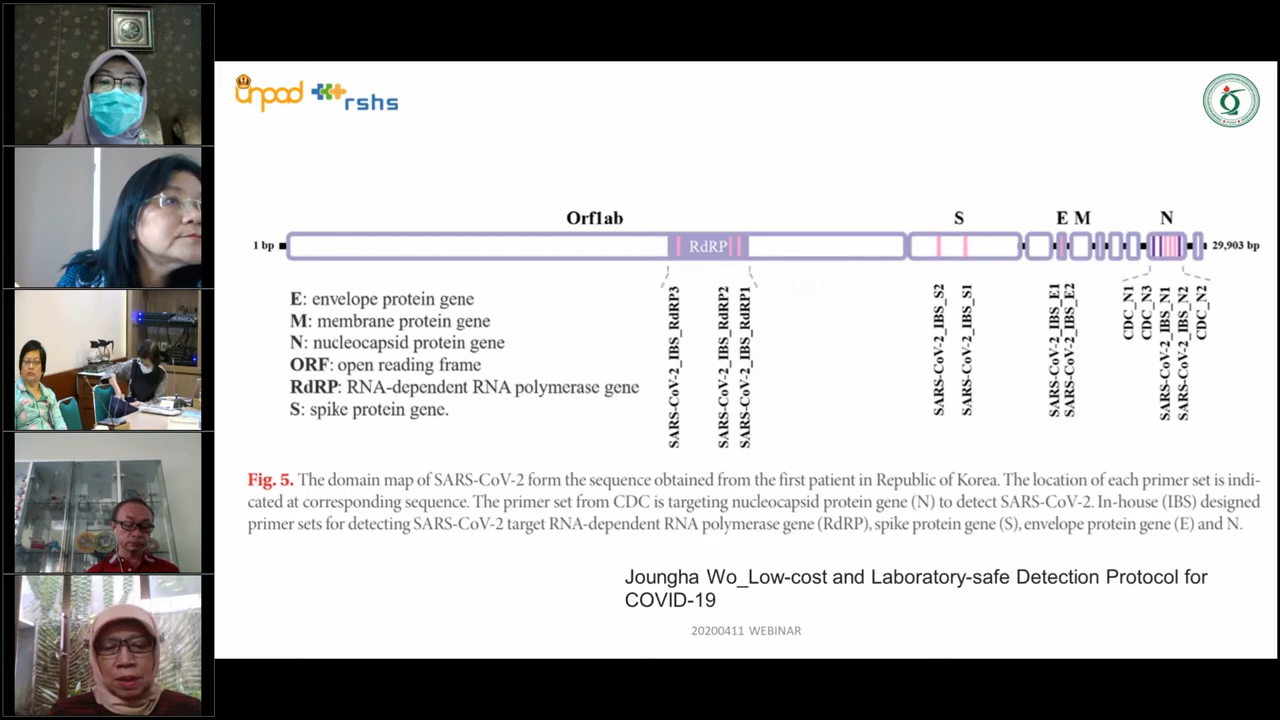 unpad rshs
Orf1ab S E M N
1 bp RdRP 29,903 bp
SARS-CoV-2_IBS_RdRP3
SARS-CoV-2_IBS_RdRP2
SARS-CoV-2_IBS_RdRP1
SARS-CoV-2_IBS_S2
SARS-CoV-2_IBS_S1
SARS-CoV-2_IBS_E1
SARS-CoV-2_IBS_E2
CDC_N1
CDC_N3
SARS-CoV-2_IBS_N1
SARS-CoV-2_IBS_N2
CDC_N2
E: envelope protein gene
M: membrane protein gene
N: nucleocapsid protein gene
ORF: open reading frame
RdRP: RNA-dependent RNA polymerase gene
S: spike protein gene.
Fig. 5. The domain map of SARS-CoV-2 form the sequence obtained from the first patient in Republic of Korea. The location of each primer set is indi-
cated at corresponding sequence. The primer set from CDC is targeting nucleocapsid protein gene (N) to detect SARS-CoV-2. In-house (IBS) designed
primer sets for detecting SARS-CoV-2 target RNA-dependent RNA polymerase gene (RdRP), spike protein gene (S), envelope protein gene (E) and N.
Joungha Wo_Low-cost and Laboratory-safe Detection Protocol for
COVID-19
20200411 WEBINAR